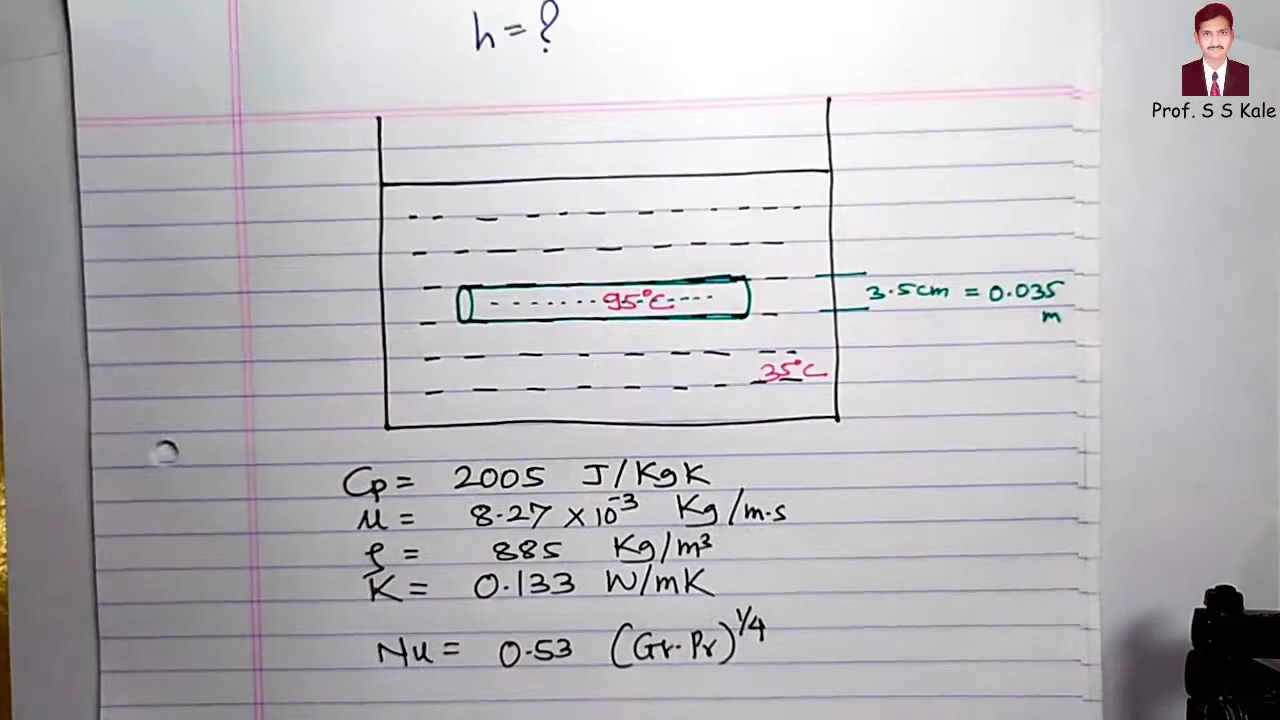 h = ?
Prof. S S Kale
95°C
3.5cm = 0.035
m
35°C
Cp = 2005 J/KgK
μ = 8.27 × 10⁻³ Kg/m.s
ρ = 885 Kg/m³
K = 0.133 W/mK
Nu = 0.53 (Gr.Pr)^1/4